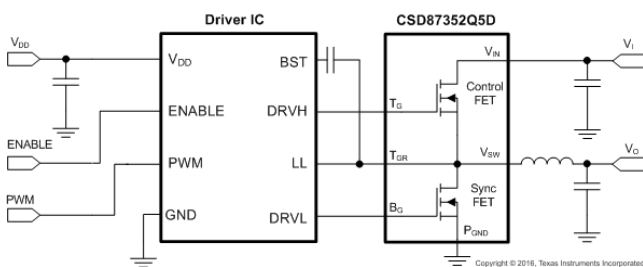 Driver IC
CSD87352Q5D
VDD
VDD
BST
VIN
VI
Control
FET
ENABLE
DRVH
TG
ENABLE
PWM
LL
TGR
VSW
VO
PWM
Sync
FET
GND
DRVL
BG
PGND
Copyright © 2016, Texas Instruments Incorporated